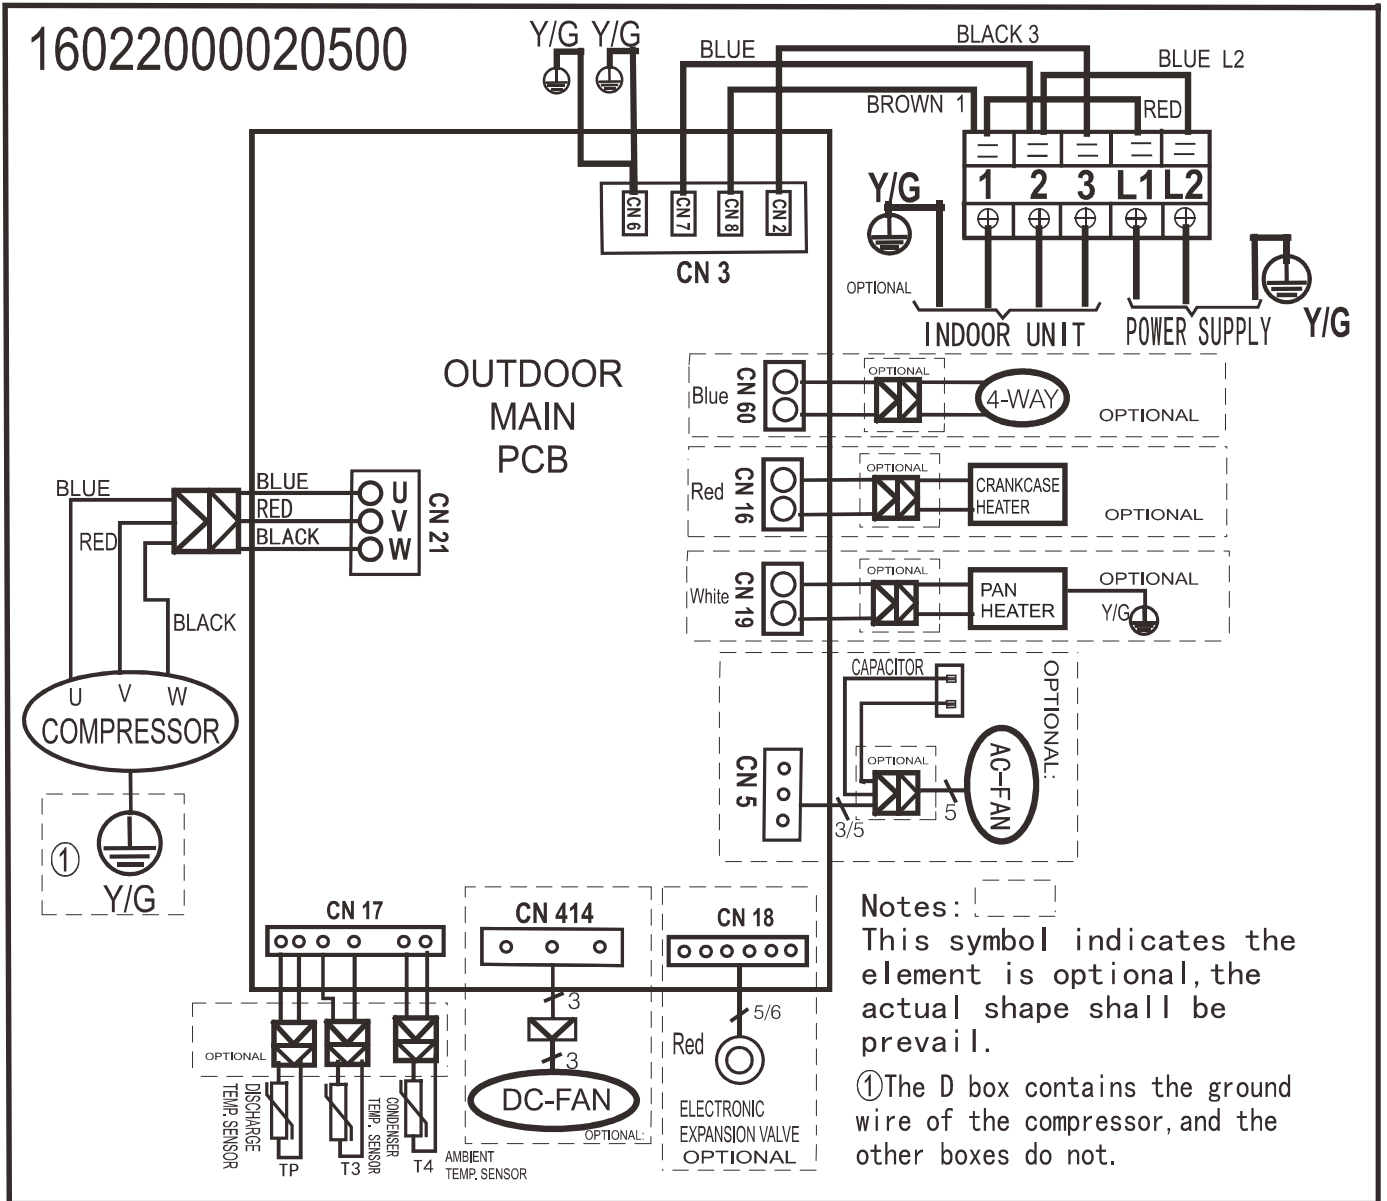 16022000020500
Y/G Y/G
BLUE
BLACK 3
BLUE L2
BROWN 1
RED
1 2 3 L1 L2
Y/G
CN 6
CN 7
CN 8
CN 2
CN 3
OPTIONAL
INDOOR UNIT
POWER SUPPLY
Y/G
OUTDOOR
MAIN
PCB
Blue
CN 60
OPTIONAL
4-WAY
OPTIONAL
Red
CN 16
OPTIONAL
CRANKCASE
HEATER
OPTIONAL
White
CN 19
OPTIONAL
PAN
HEATER
OPTIONAL
Y/G
BLUE
RED
BLACK
BLUE
RED
BLACK
U
V
W
CN 21
U V W
COMPRESSOR
①
Y/G
CAPACITOR
OPTIONAL:
CN 5
OPTIONAL
3/5
5
AC-FAN
CN 17
OPTIONAL
DISCHARGE
TEMP. SENSOR
TP
CONDENSER
TEMP. SENSOR
T3
T4
AMBIENT
TEMP. SENSOR
CN 414
3
3
DC-FAN
OPTIONAL:
CN 18
5/6
Red
ELECTRONIC
EXPANSION VALVE
OPTIONAL
Notes:
This symbol indicates the
element is optional, the
actual shape shall be
prevail.
①The D box contains the ground
wire of the compressor, and the
other boxes do not.